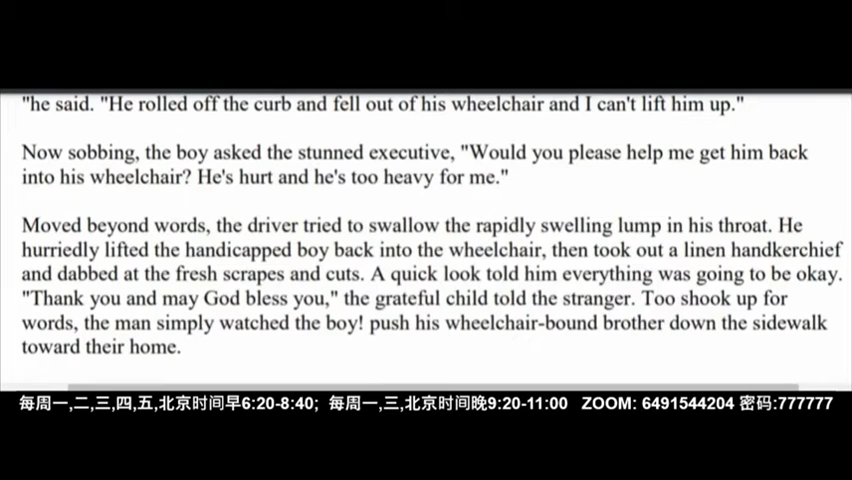 "he said. "He rolled off the curb and fell out of his wheelchair and I can't lift him up."
Now sobbing, the boy asked the stunned executive, "Would you please help me get him back
into his wheelchair? He's hurt and he's too heavy for me."
Moved beyond words, the driver tried to swallow the rapidly swelling lump in his throat. He
hurriedly lifted the handicapped boy back into the wheelchair, then took out a linen handkerchief
and dabbed at the fresh scrapes and cuts. A quick look told him everything was going to be okay.
"Thank you and may God bless you," the grateful child told the stranger. Too shook up for
words, the man simply watched the boy! push his wheelchair-bound brother down the sidewalk
toward their home.
每周一,二,三,四,五,北京时间早6:20-8:40; 每周一,三,北京时间晚9:20-11:00 ZOOM: 6491544204 密码:777777